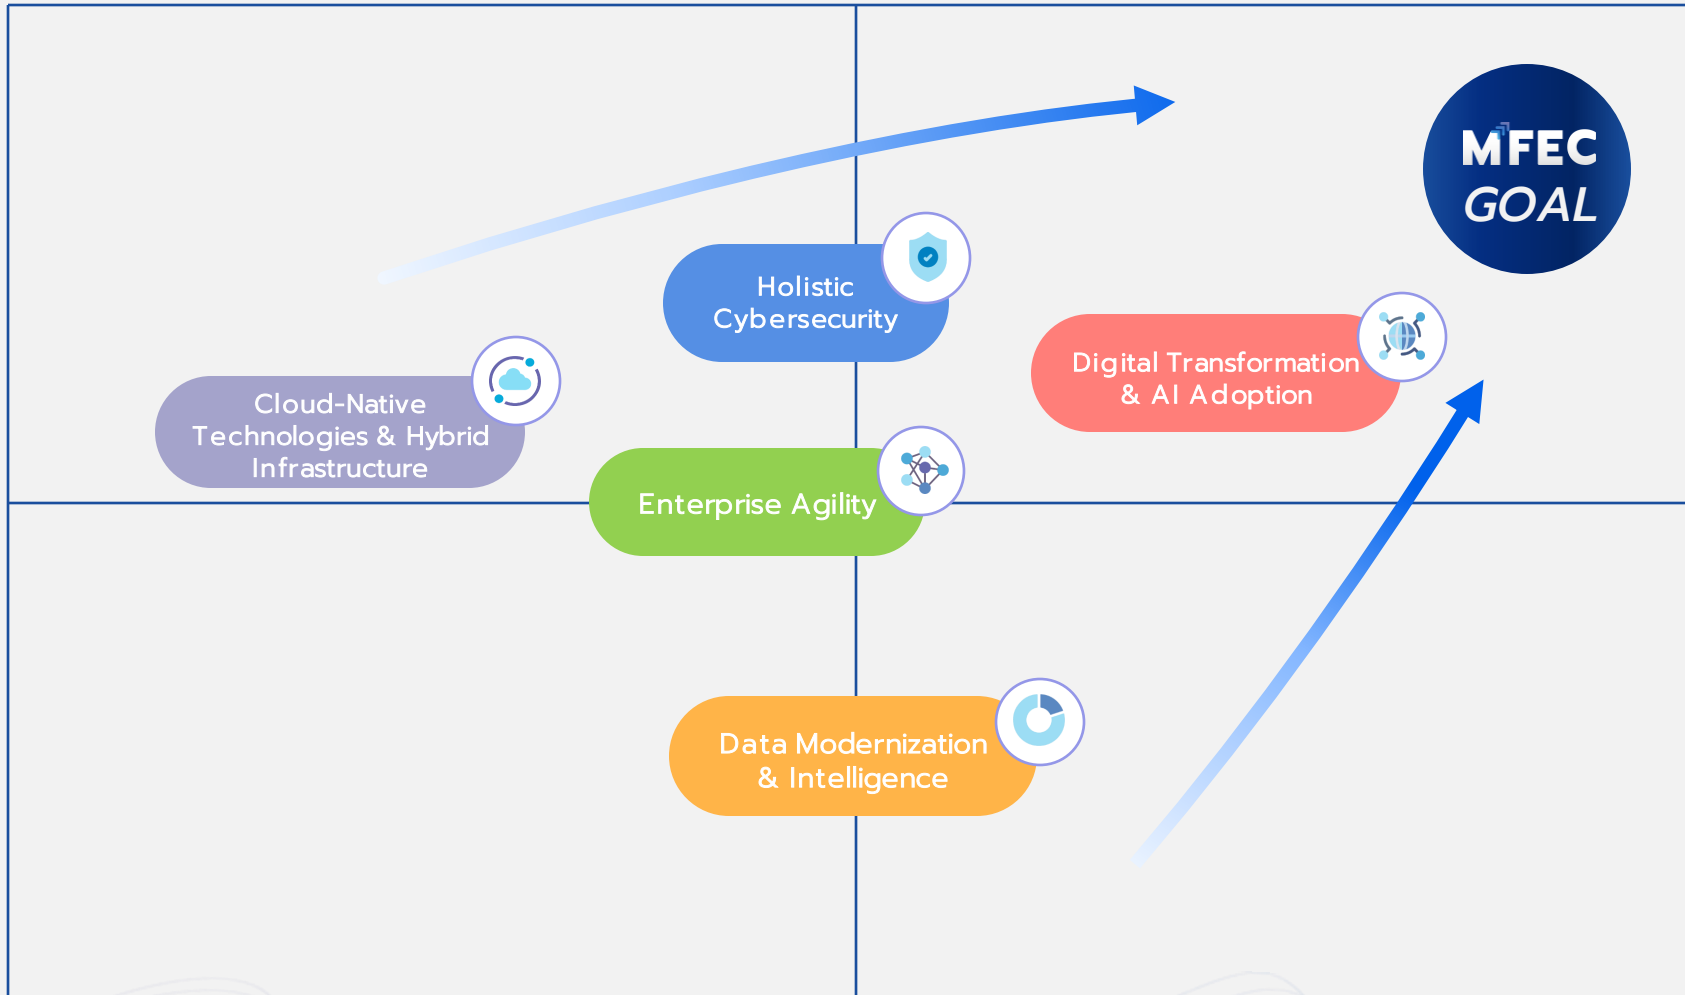 MFEC
GOAL
Holistic
Cybersecurity
Digital Transformation
& AI Adoption
Cloud-Native
Technologies & Hybrid
Infrastructure
Enterprise Agility
Data Modernization
& Intelligence